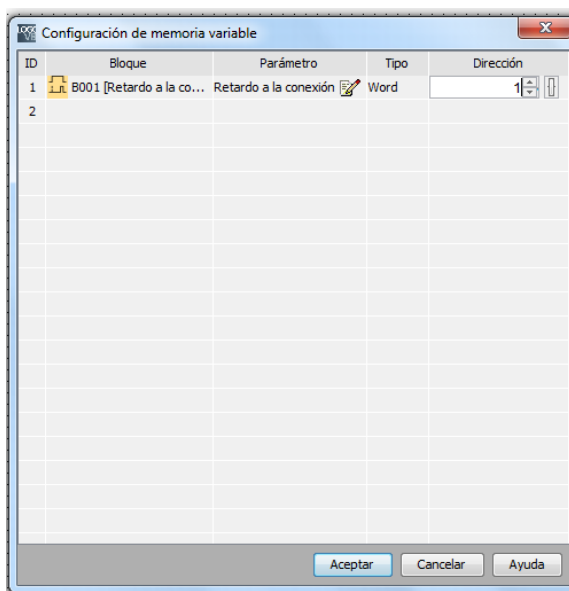 Configuración de memoria variable
ID Bloque Parámetro Tipo Dirección
1 B001 [Retardo a la co... Retardo a la conexión Word 1
2
Aceptar Cancelar Ayuda